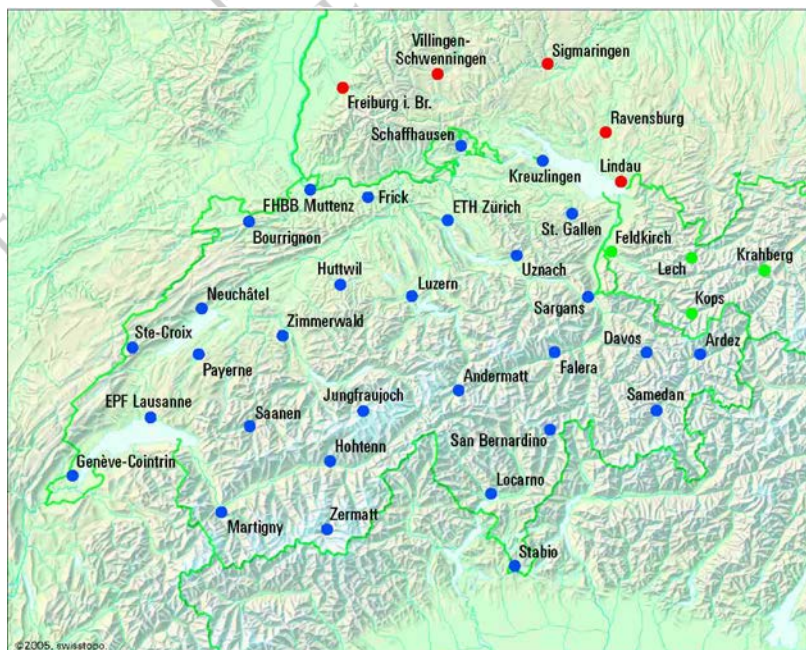 Villingen-
Schwenningen
Sigmaringen
Freiburg i. Br.
Ravensburg
Schaffhausen
Kreuzlingen
Lindau
FHBB Muttenz
Frick
ETH Zürich
St. Gallen
Bourrignon
Feldkirch
Lech
Krahberg
Uznach
Huttwil
Luzern
Neuchâtel
Sargans
Kops
Zimmerwald
Ste-Croix
Payerne
Davos
Ardez
Falera
Andermatt
Jungfraujoch
Samedan
EPF Lausanne
Saanen
San Bernardino
Hohtenn
Genève-Cointrin
Locarno
Martigny
Zermatt
Stabio
©2005, swisstopo